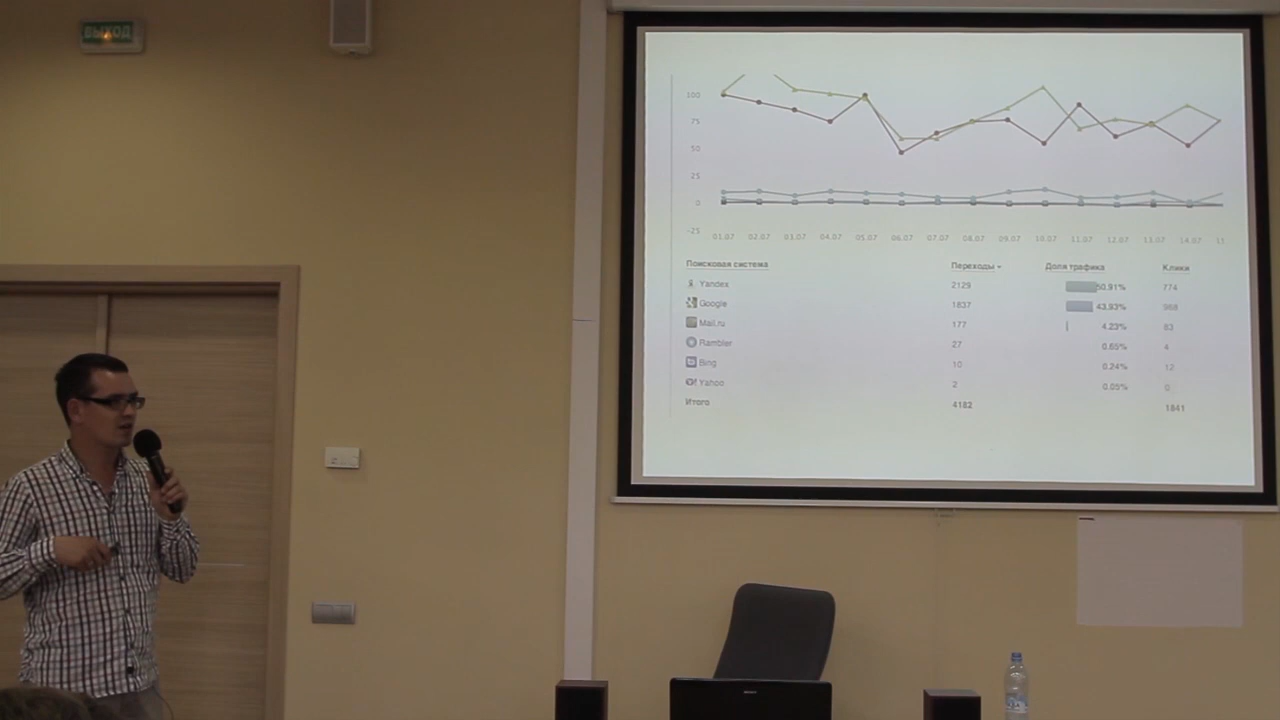 ВЫХОД
100
75
50
25
0
-25
01.07 02.07 03.07 04.07 05.07 06.07 07.07 08.07 09.07 10.07 11.07 12.07 13.07 14.07
Поисковая система Переходы Доля трафика Клики
Yandex 2129 50.91% 774
Google 1837 43.93% 968
Mail.ru 177 4.23% 83
Rambler 27 0.65% 4
Bing 10 0.24% 12
Yahoo 2 0.05% 0
Итого 4182 1841